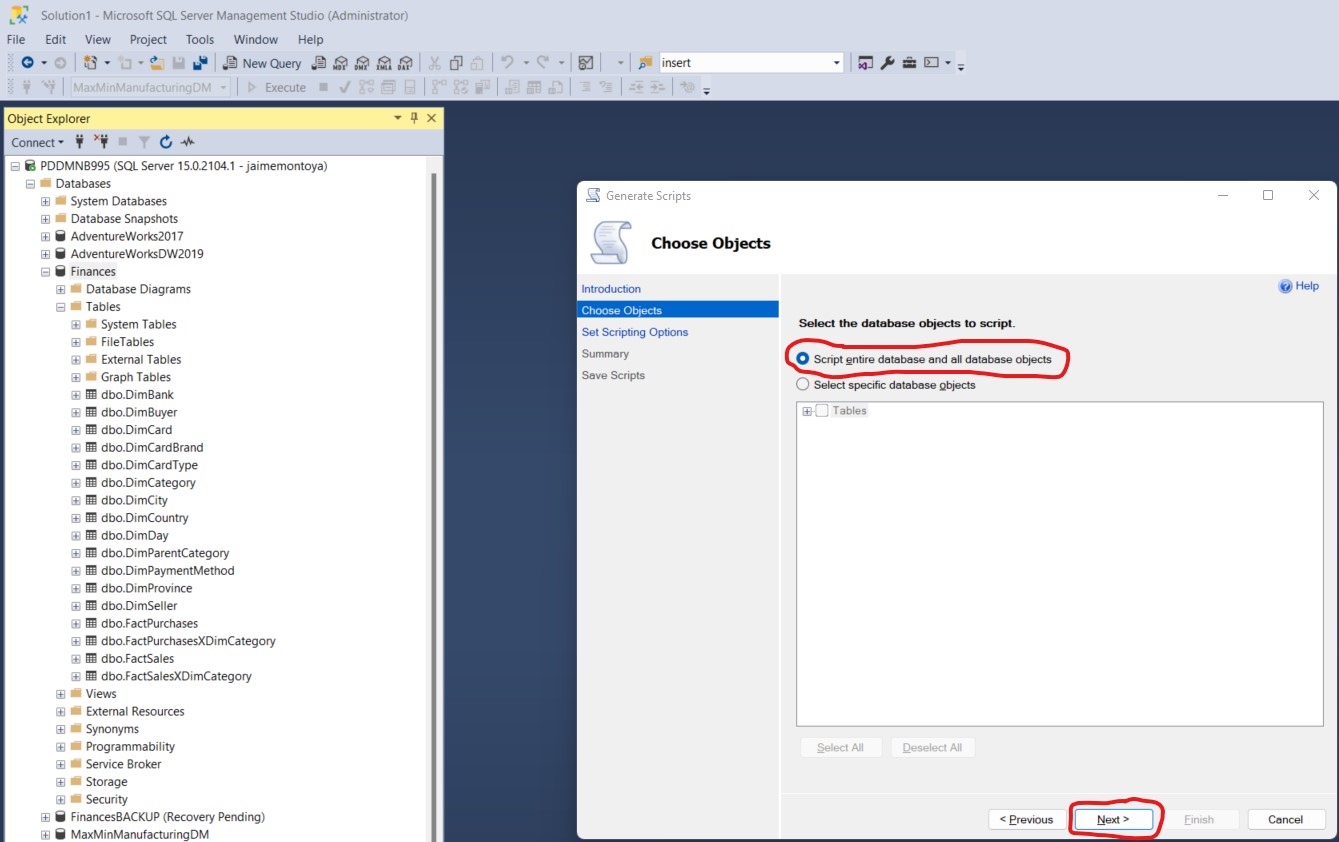 Solution1 - Microsoft SQL Server Management Studio (Administrator)
File Edit View Project Tools Window Help
New Query MDX DMX XMLA DAX insert
MaxMinManufacturingDM Execute
Object Explorer
Connect
PDDMNB995 (SQL Server 15.0.2104.1 - jaimemontoya)
Databases
System Databases
Database Snapshots
AdventureWorks2017
AdventureWorksDW2019
Finances
Database Diagrams
Tables
System Tables
FileTables
External Tables
Graph Tables
dbo.DimBank
dbo.DimBuyer
dbo.DimCard
dbo.DimCardBrand
dbo.DimCardType
dbo.DimCategory
dbo.DimCity
dbo.DimCountry
dbo.DimDay
dbo.DimParentCategory
dbo.DimPaymentMethod
dbo.DimProvince
dbo.DimSeller
dbo.FactPurchases
dbo.FactPurchasesXDimCategory
dbo.FactSales
dbo.FactSalesXDimCategory
Views
External Resources
Synonyms
Programmability
Service Broker
Storage
Security
FinancesBACKUP (Recovery Pending)
MaxMinManufacturingDM
Generate Scripts
Choose Objects
Introduction
Choose Objects
Set Scripting Options
Summary
Save Scripts
Help
Select the database objects to script.
Script entire database and all database objects
Select specific database objects
Tables
Select All Deselect All
< Previous Next > Finish Cancel